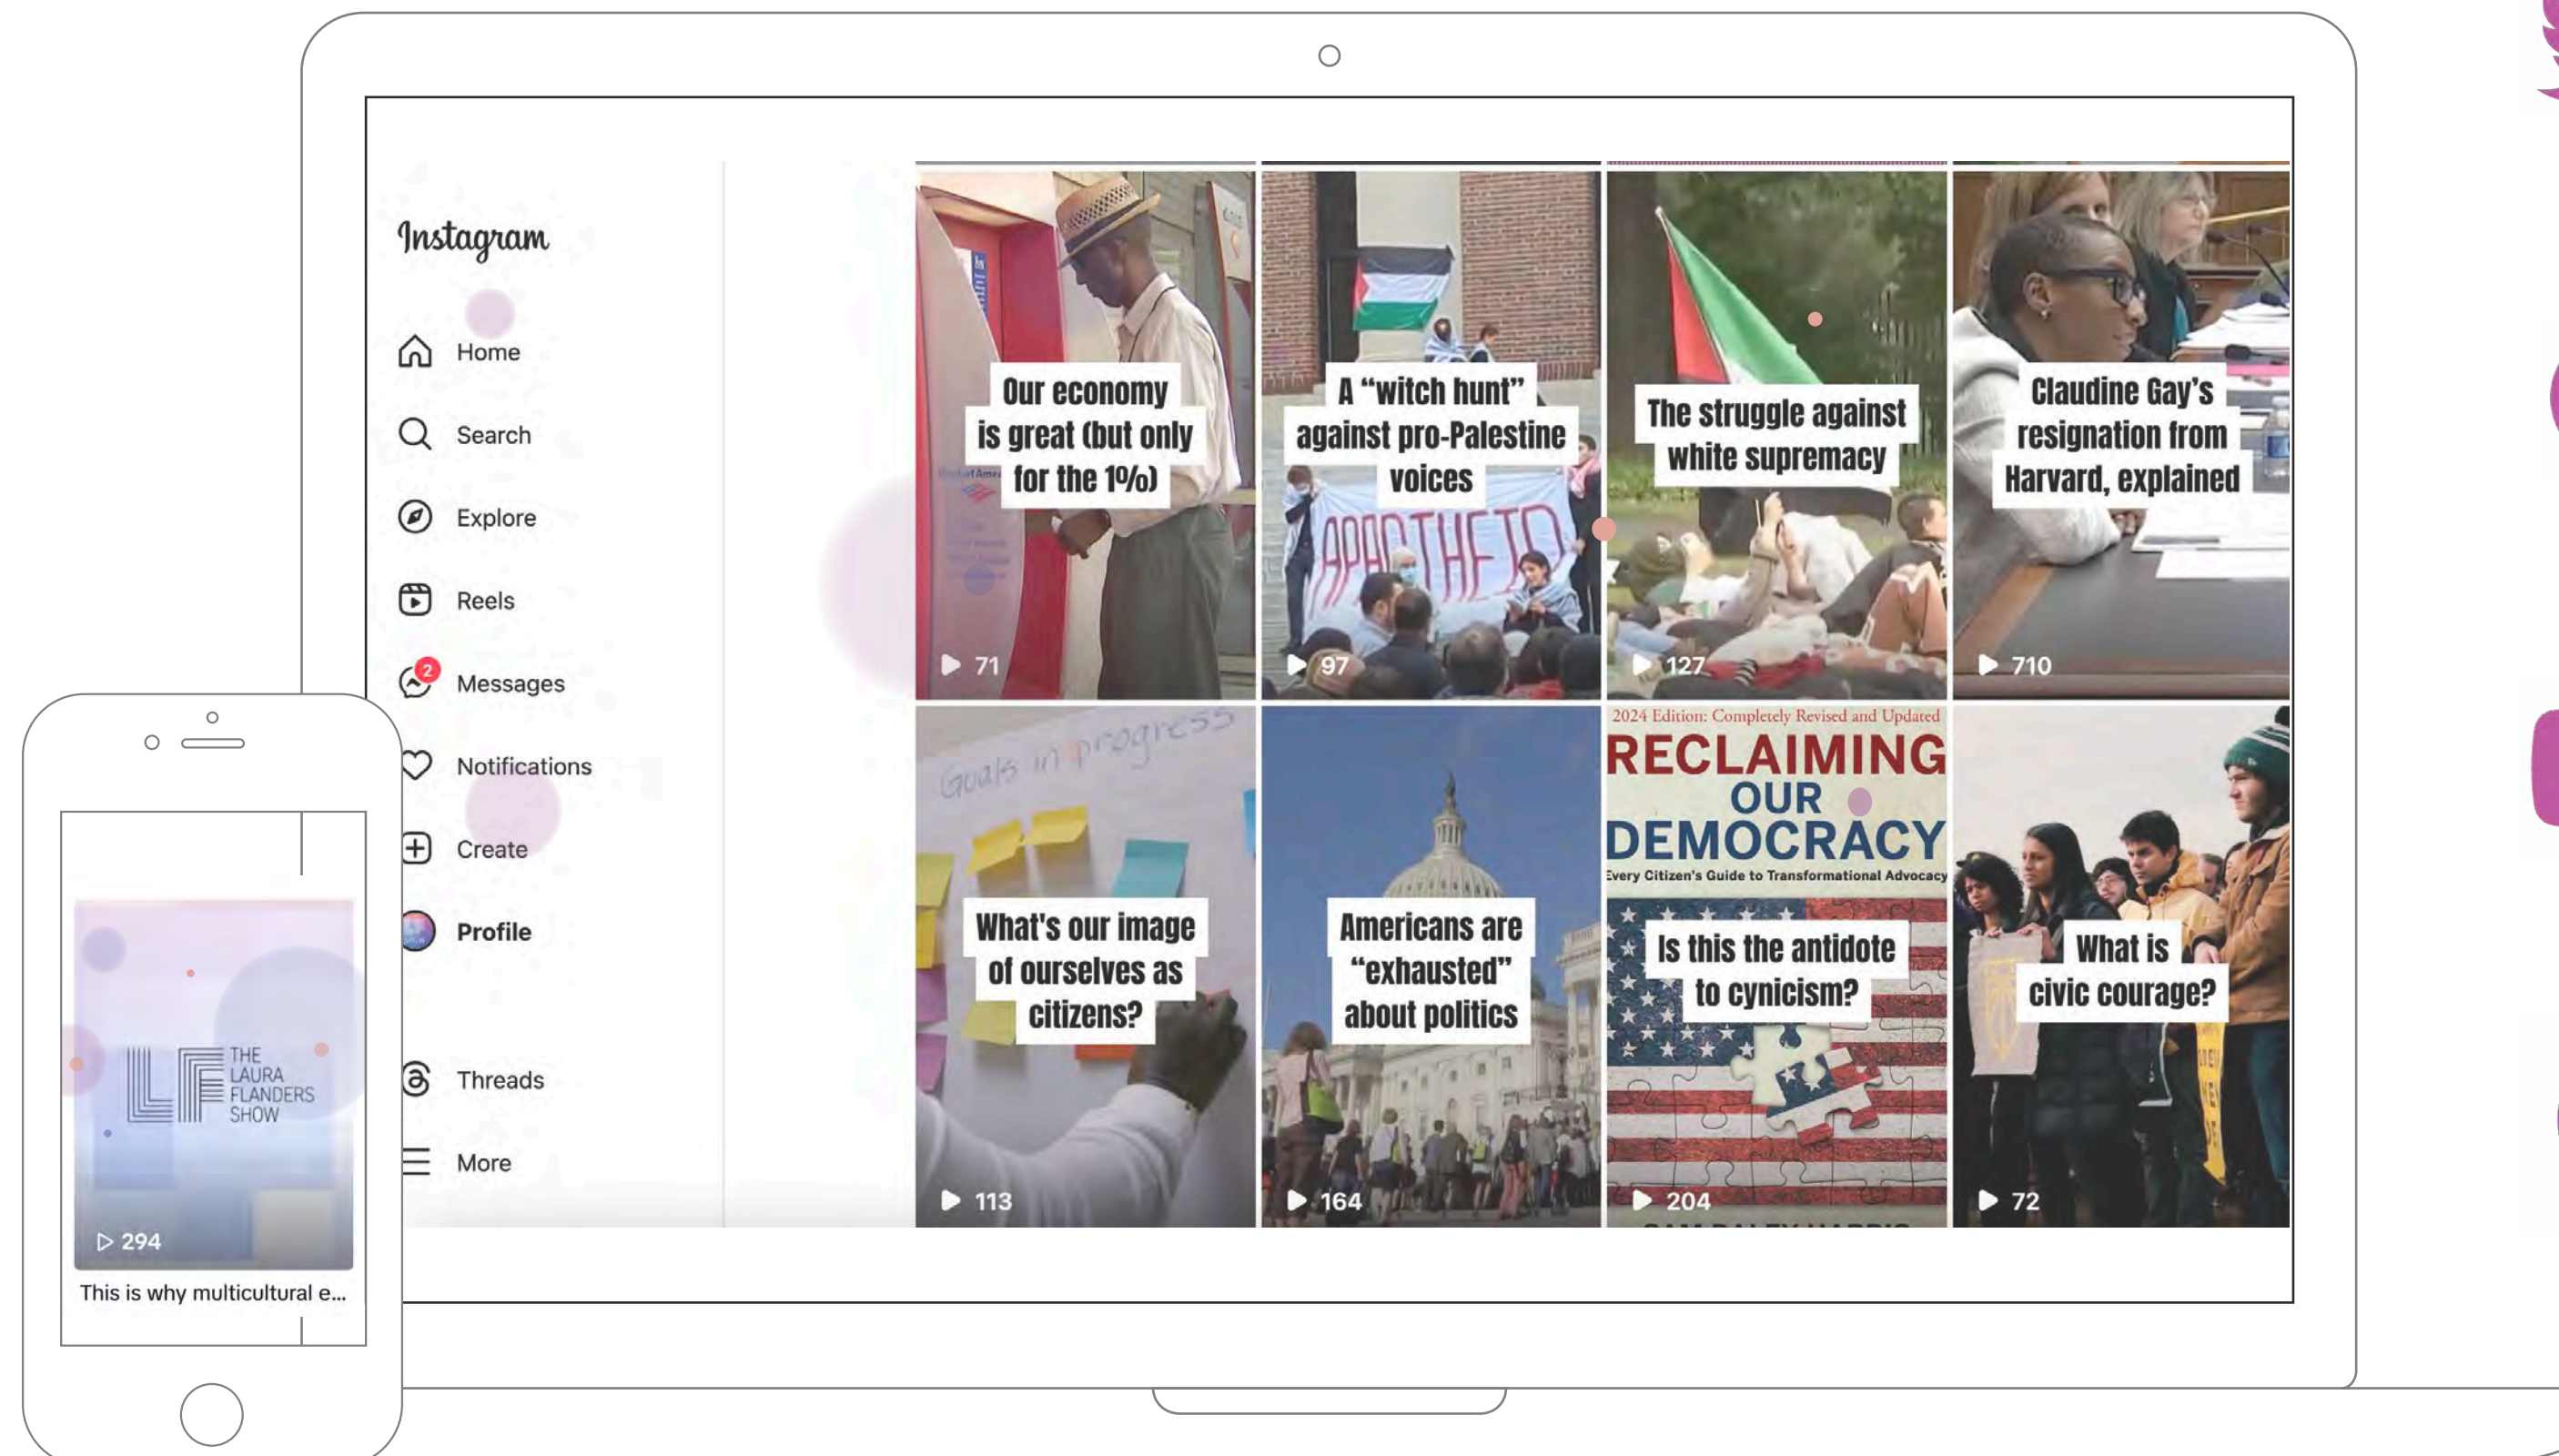 Instagram
Home
Search
Explore
Reels
2
Messages
Notifications
Create
Profile
Threads
More
Our economy
is great (but only
for the 1%)
71
A “witch hunt”
against pro-Palestine
voices
APARTHEID
97
The struggle against
white supremacy
127
Claudine Gay’s
resignation from
Harvard, explained
710
Goals in progress
What's our image
of ourselves as
citizens?
113
Americans are
“exhausted”
about politics
164
2024 Edition: Completely Revised and Updated
RECLAIMING
OUR
DEMOCRACY
Every Citizen's Guide to Transformational Advocacy
Is this the antidote
to cynicism?
204
What is
civic courage?
72
LF
THE
LAURA
FLANDERS
SHOW
294
This is why multicultural e...